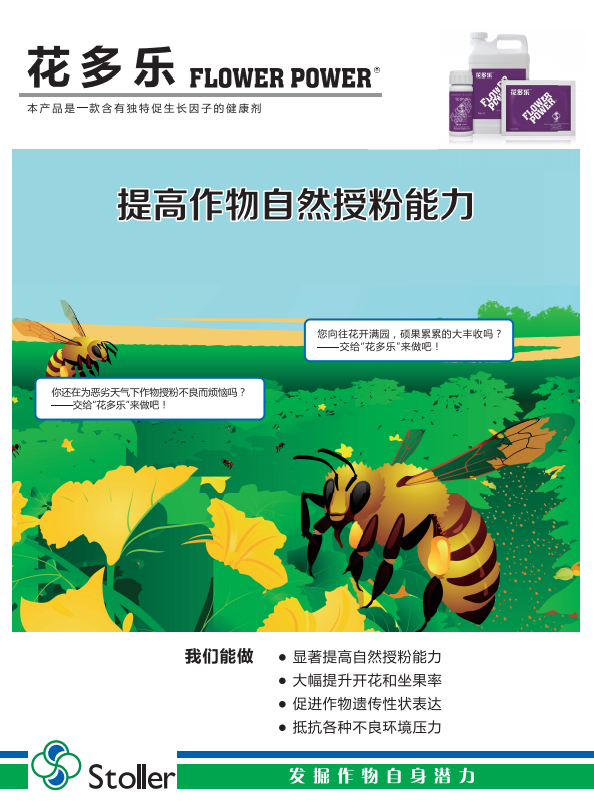 花多乐 FLOWER POWER®
本产品是一款含有独特促生长因子的健康剂
花多乐
FLOWER
POWER
花多乐
FLOWER
POWER
提高作物自然授粉能力
您向往花开满园，硕果累累的大丰收吗？
——交给“花多乐”来做吧！
你还在为恶劣天气下作物授粉不良而烦恼吗？
——交给“花多乐”来做吧！
我们能做
● 显著提高自然授粉能力
● 大幅提升开花和坐果率
● 促进作物遗传性状表达
● 抵抗各种不良环境压力
Stoller
发掘作物自身潜力